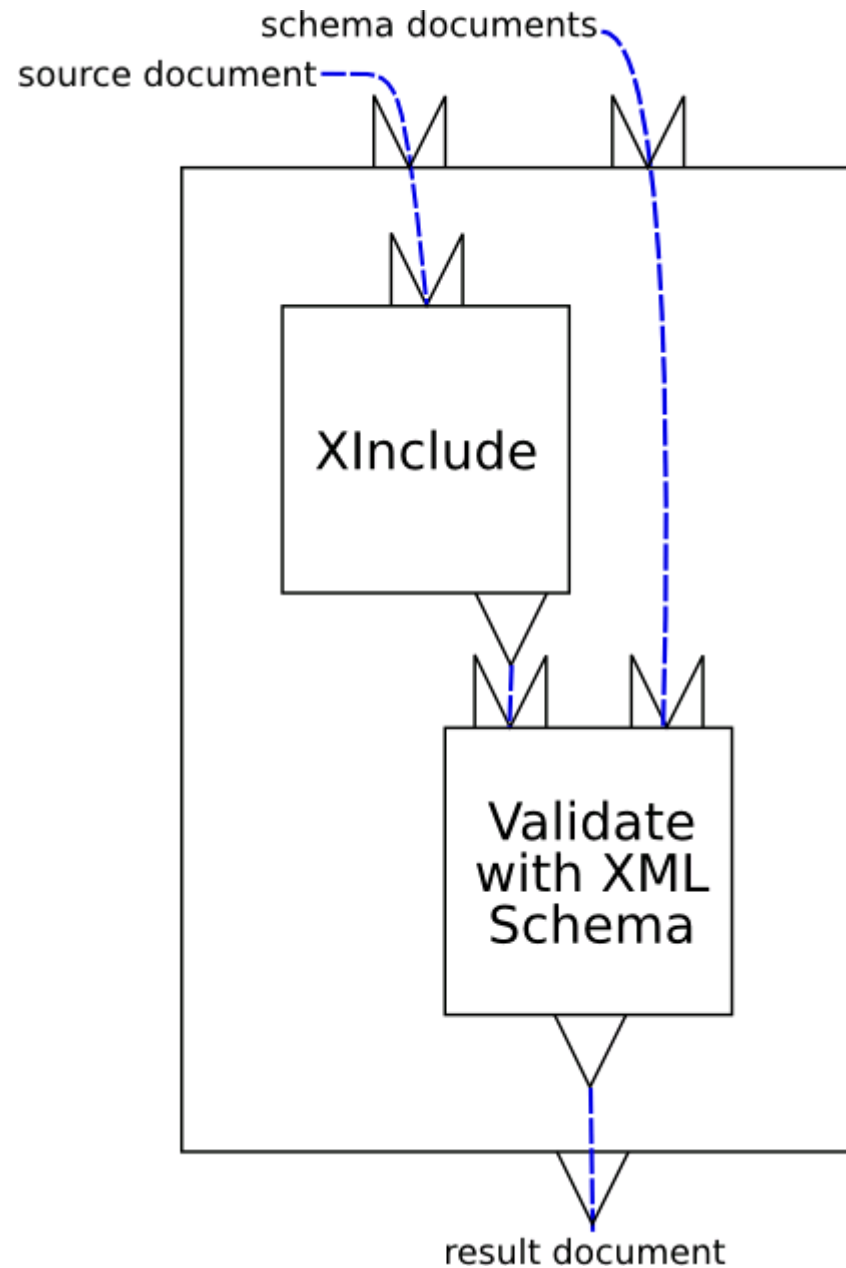 schema documents
source document
XInclude
Validate
with XML
Schema
result document